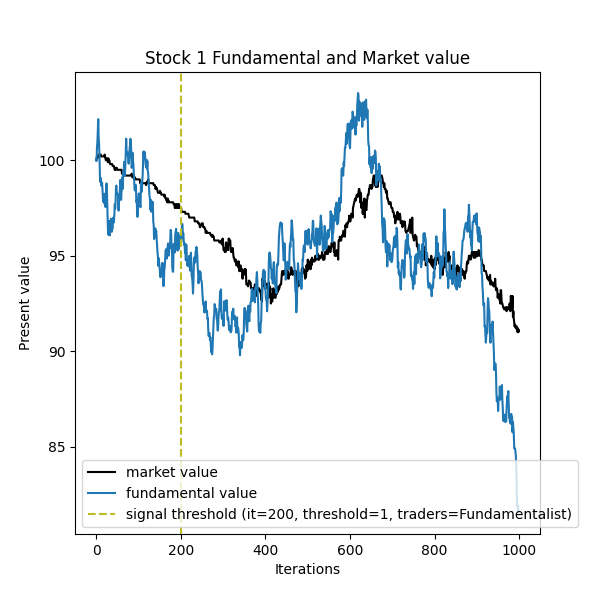 Stock 1 Fundamental and Market value
Present value
100
95
90
85
market value
fundamental value
signal threshold (it=200, threshold=1, traders=Fundamentalist)
0 200 400 600 800 1000
Iterations